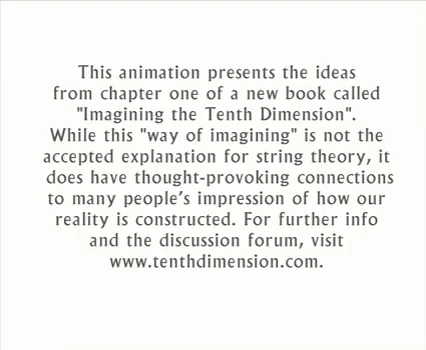 This animation presents the ideas
from chapter one of a new book called
"Imagining the Tenth Dimension".
While this "way of imagining" is not the
accepted explanation for string theory, it
does have thought-provoking connections
to many people’s impression of how our
reality is constructed. For further info
and the discussion forum, visit
www.tenthdimension.com.